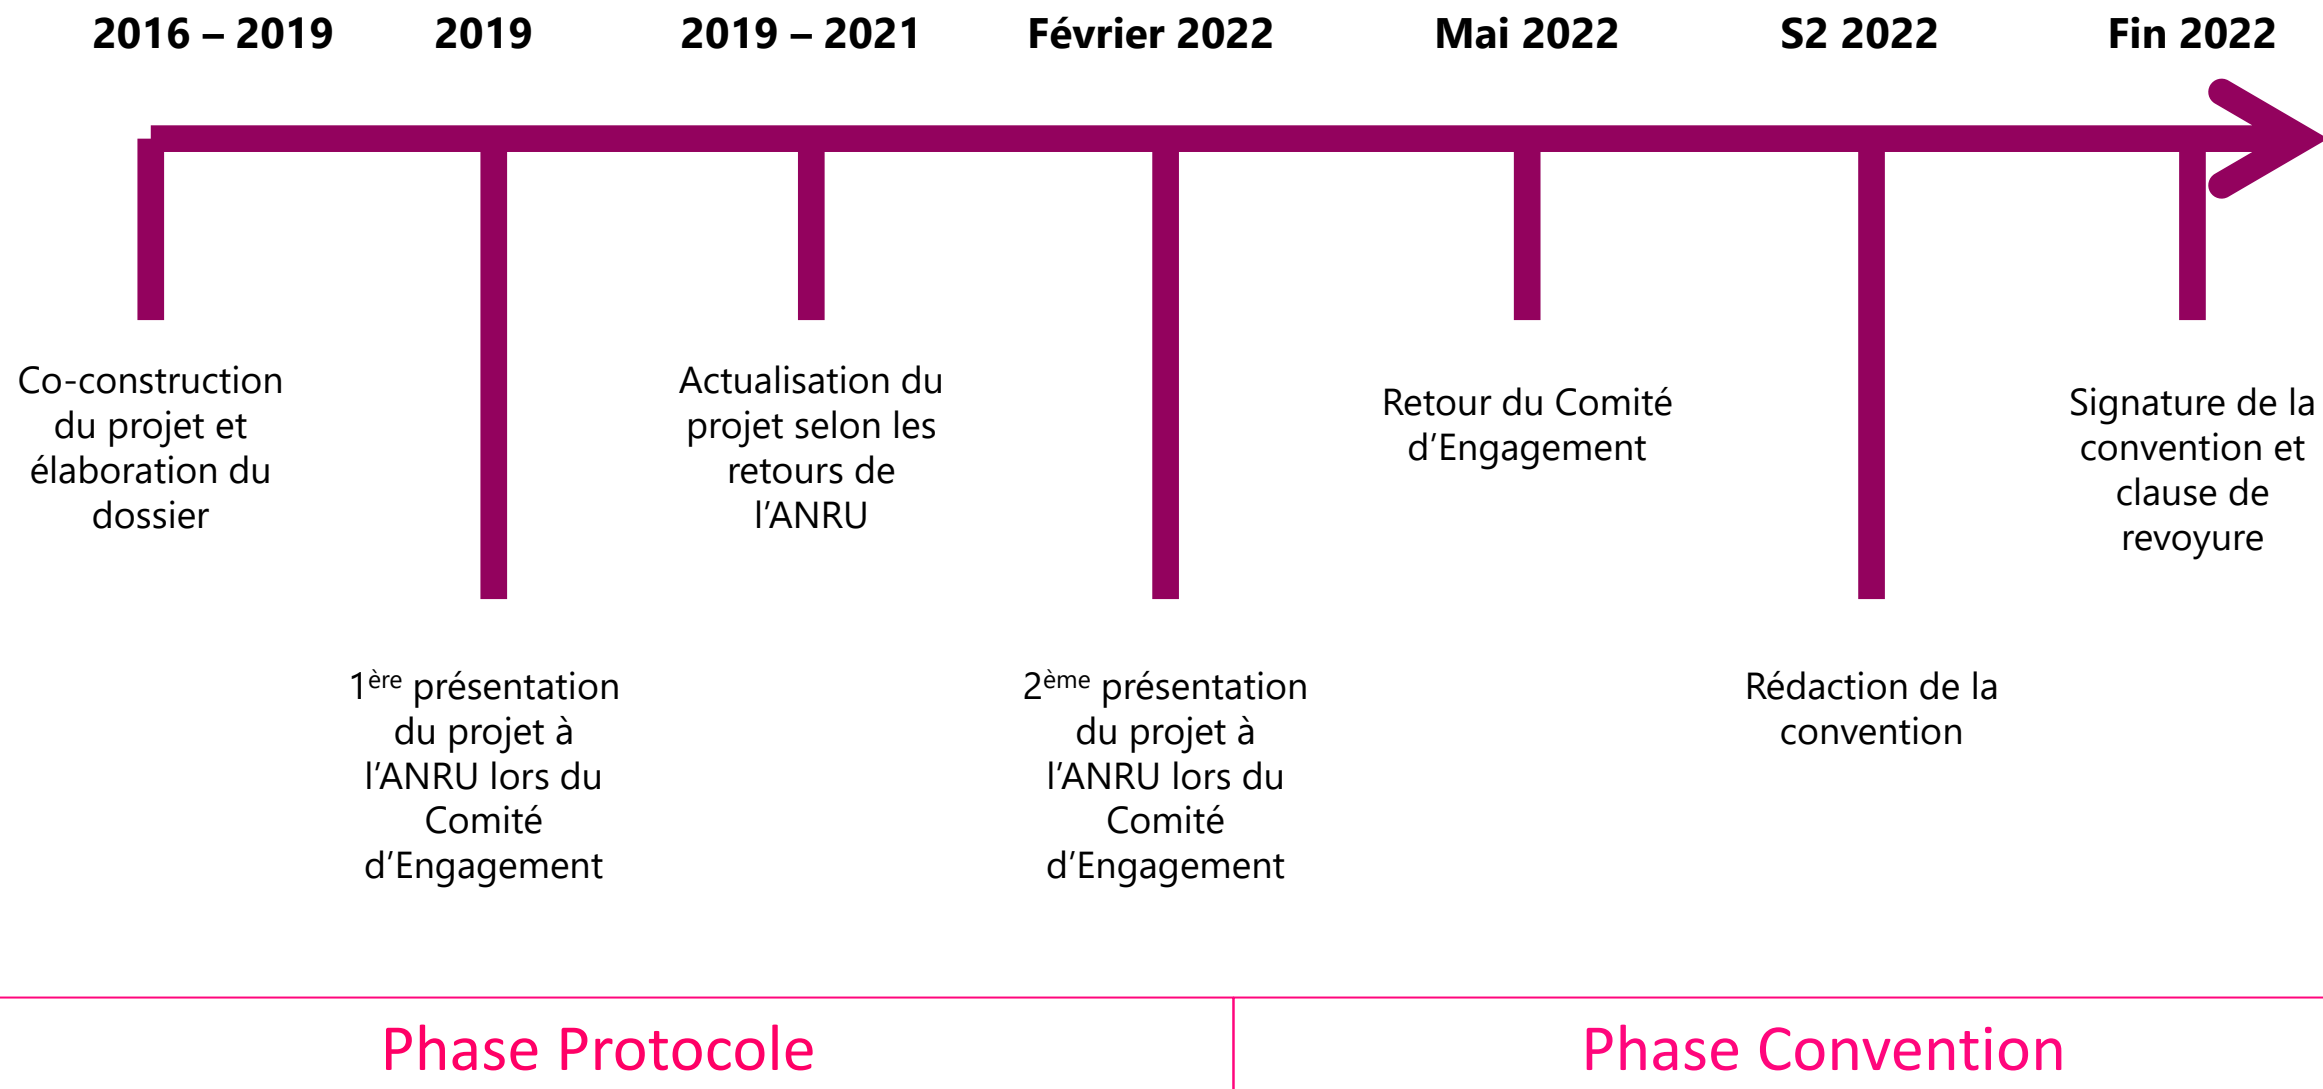 2016 – 2019
2019
2019 – 2021
Février 2022
Mai 2022
S2 2022
Fin 2022
Co-construction
du projet et
élaboration du
dossier
1ère présentation
du projet à
l’ANRU lors du
Comité
d’Engagement
Actualisation du
projet selon les
retours de
l’ANRU
2ème présentation
du projet à
l’ANRU lors du
Comité
d’Engagement
Retour du Comité
d’Engagement
Rédaction de la
convention
Signature de la
convention et
clause de
revoyure
Phase Protocole
Phase Convention